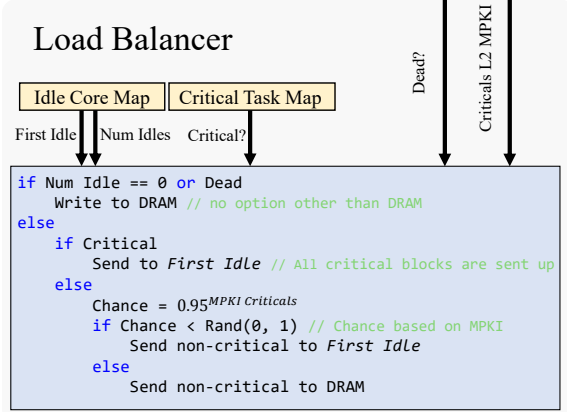 Load Balancer
Dead?
Criticals L2 MPKI
Idle Core Map
Critical Task Map
First Idle
Num Idles
Critical?
if Num Idle == 0 or Dead
    Write to DRAM // no option other than DRAM
else
    if Critical
        Send to First Idle // All critical blocks are sent up
    else
        Chance = 0.95^MPKI Criticals
        if Chance < Rand(0, 1) // Chance based on MPKI
            Send non-critical to First Idle
        else
            Send non-critical to DRAM